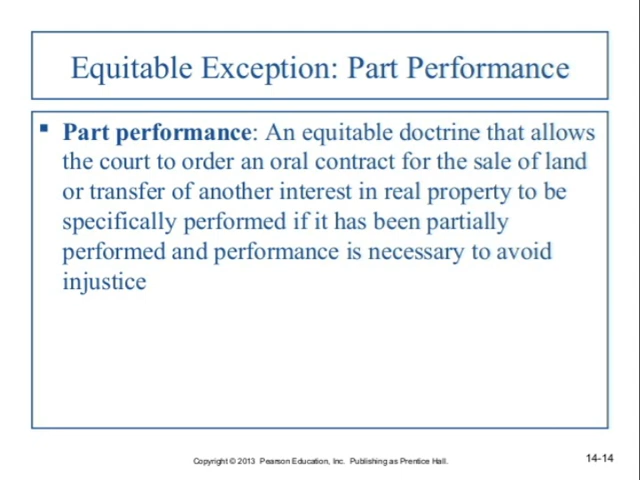 Equitable Exception: Part Performance
▪ Part performance: An equitable doctrine that allows
the court to order an oral contract for the sale of land
or transfer of another interest in real property to be
specifically performed if it has been partially
performed and performance is necessary to avoid
injustice
Copyright © 2013 Pearson Education, Inc. Publishing as Prentice Hall.
14-14